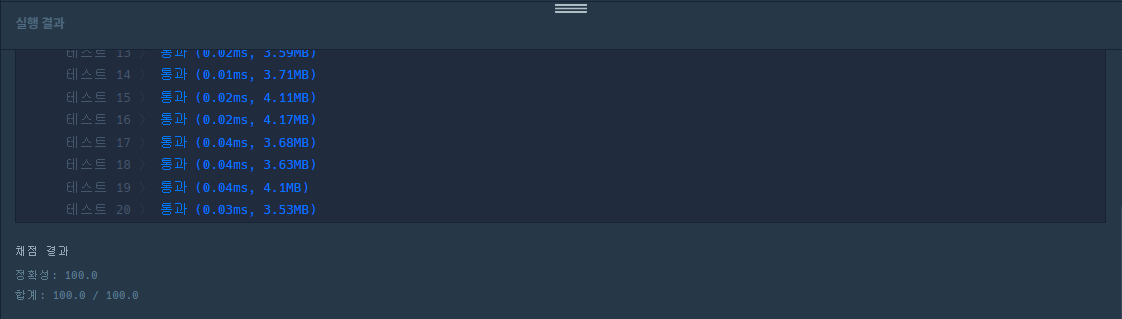 실행 결과
테스트 13 〉 통과 (0.02ms, 3.59MB)
테스트 14 〉 통과 (0.01ms, 3.71MB)
테스트 15 〉 통과 (0.02ms, 4.11MB)
테스트 16 〉 통과 (0.02ms, 4.17MB)
테스트 17 〉 통과 (0.04ms, 3.68MB)
테스트 18 〉 통과 (0.04ms, 3.63MB)
테스트 19 〉 통과 (0.04ms, 4.1MB)
테스트 20 〉 통과 (0.03ms, 3.53MB)
채점 결과
정확성: 100.0
합계: 100.0 / 100.0